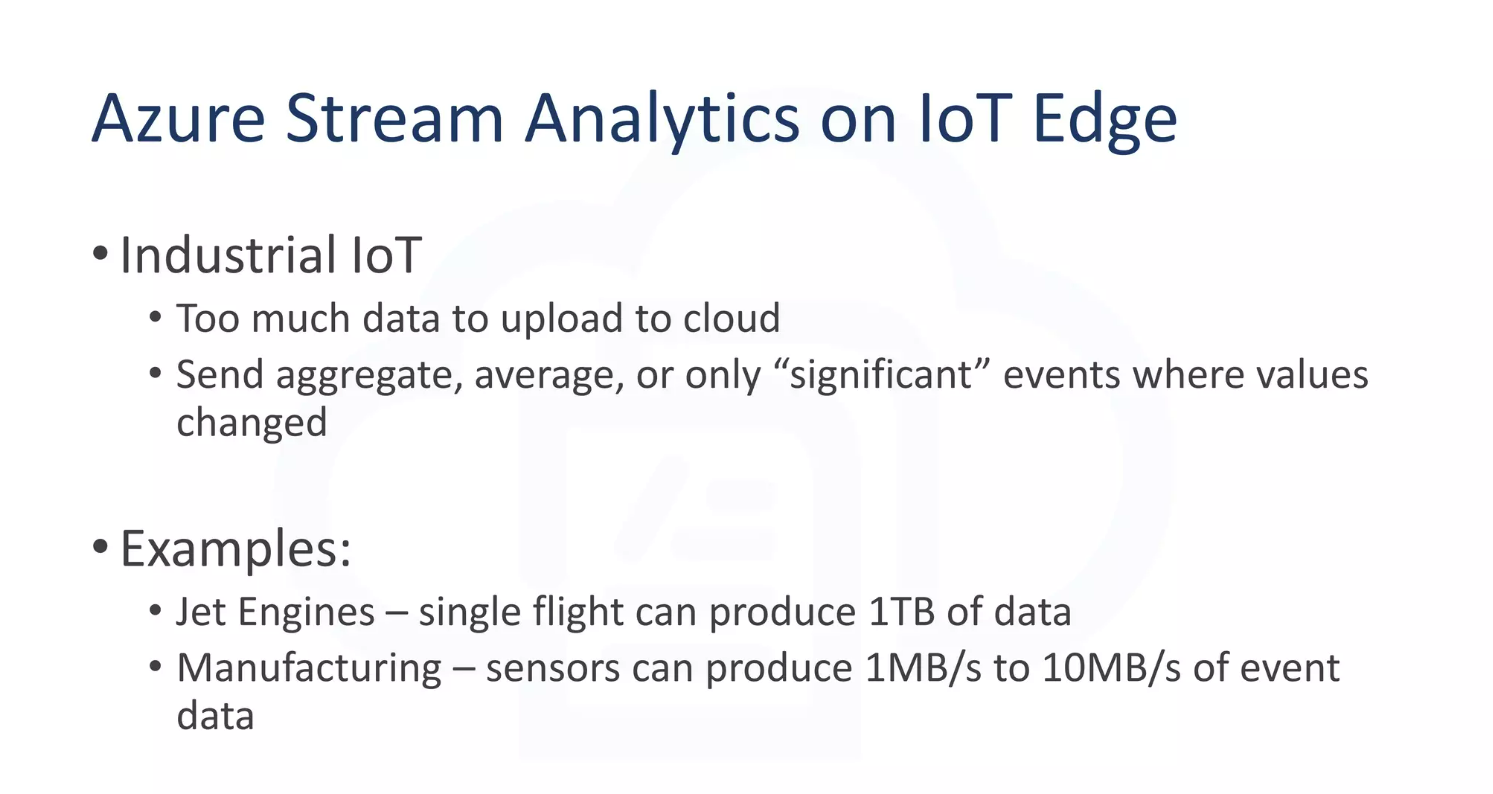 Azure Stream Analytics on IoT Edge
• Industrial IoT
• Too much data to upload to cloud
• Send aggregate, average, or only “significant” events where values
changed
• Examples:
• Jet Engines – single flight can produce 1TB of data
• Manufacturing – sensors can produce 1MB/s to 10MB/s of event
data